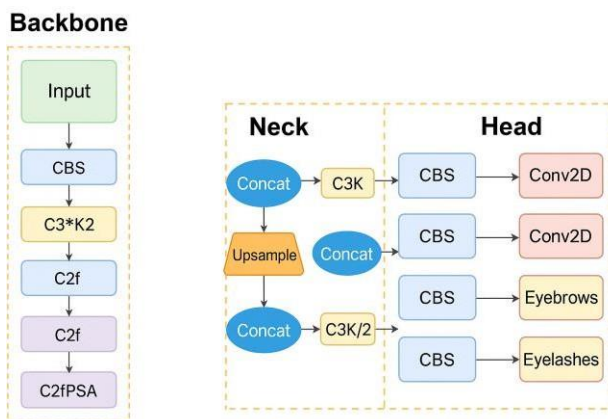 Backbone
Input
CBS
C3*K2
C2f
C2f
C2fPSA
Neck
Head
Concat
C3K
CBS
Conv2D
Upsample
Concat
CBS
Conv2D
CBS
Eyebrows
Concat
C3K/2
CBS
Eyelashes